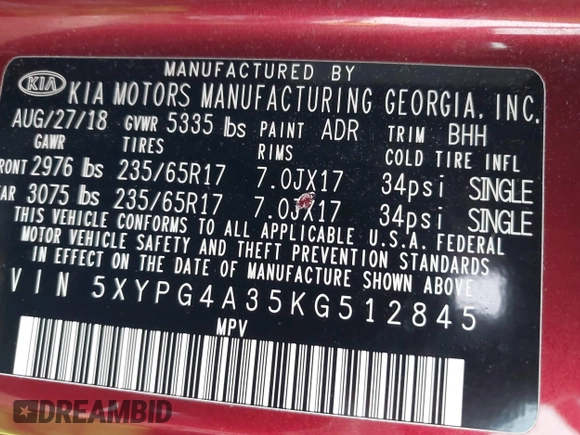 MANUFACTURED BY
KIA KIA MOTORS MANUFACTURING GEORGIA, INC.
AUG/27/18 GVWR 5335 lbs PAINT ADR TRIM BHH
GAWR TIRES RIMS COLD TIRE INFL
FRONT 2976 lbs 235/65R17 7.0JX17 34psi SINGLE
EAR 3075 lbs 235/65R17 7.0JX17 34psi SINGLE
THIS VEHICLE CONFORMS TO ALL APPLICABLE U.S.A. FEDERAL
MOTOR VEHICLE SAFETY AND THEFT PREVENTION STANDARDS
IN EFFECT ON THE DATE OF MANUFACTURE SHOWN ABOVE
VIN 5XYPG4A35KG512845
MPV
DREAMBID